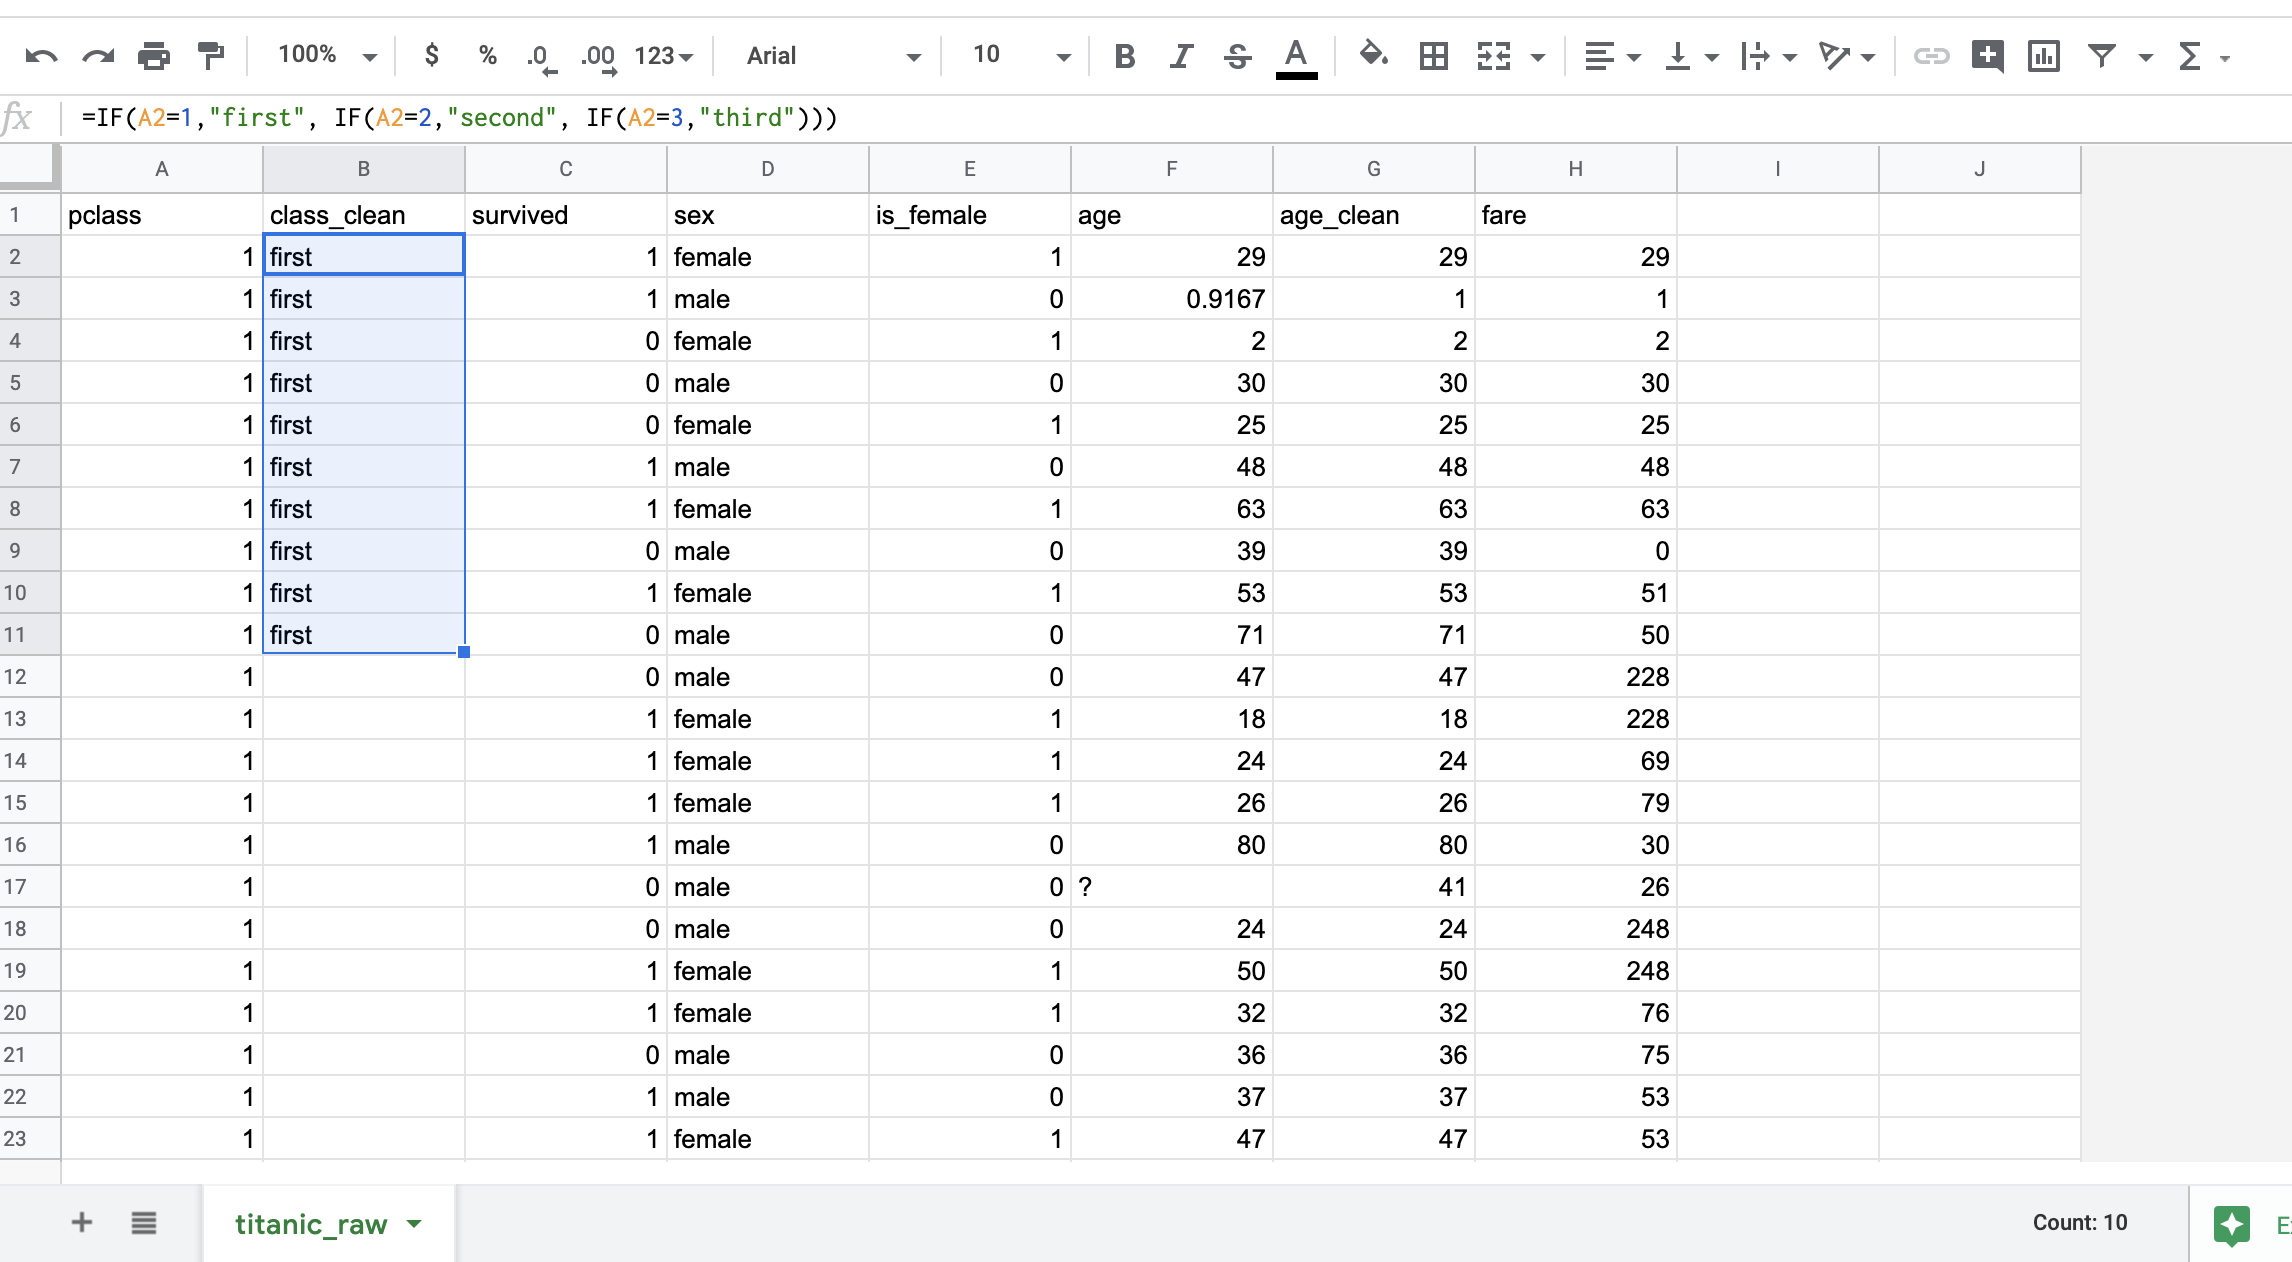 100% $ % .0 .00 123 Arial 10 B I S A
fx =IF(A2=1,"first", IF(A2=2,"second", IF(A2=3,"third")))
A B C D E F G H I J
1 pclass class_clean survived sex is_female age age_clean fare
2 1 first 1 female 1 29 29 29
3 1 first 1 male 0 0.9167 1 1
4 1 first 0 female 1 2 2 2
5 1 first 0 male 0 30 30 30
6 1 first 0 female 1 25 25 25
7 1 first 1 male 0 48 48 48
8 1 first 1 female 1 63 63 63
9 1 first 0 male 0 39 39 0
10 1 first 1 female 1 53 53 51
11 1 first 0 male 0 71 71 50
12 1 0 male 0 47 47 228
13 1 1 female 1 18 18 228
14 1 1 female 1 24 24 69
15 1 1 female 1 26 26 79
16 1 1 male 0 80 80 30
17 1 0 male 0 ? 41 26
18 1 0 male 0 24 24 248
19 1 1 female 1 50 50 248
20 1 1 female 1 32 32 76
21 1 0 male 0 36 36 75
22 1 1 male 0 37 37 53
23 1 1 female 1 47 47 53
titanic_raw Count: 10